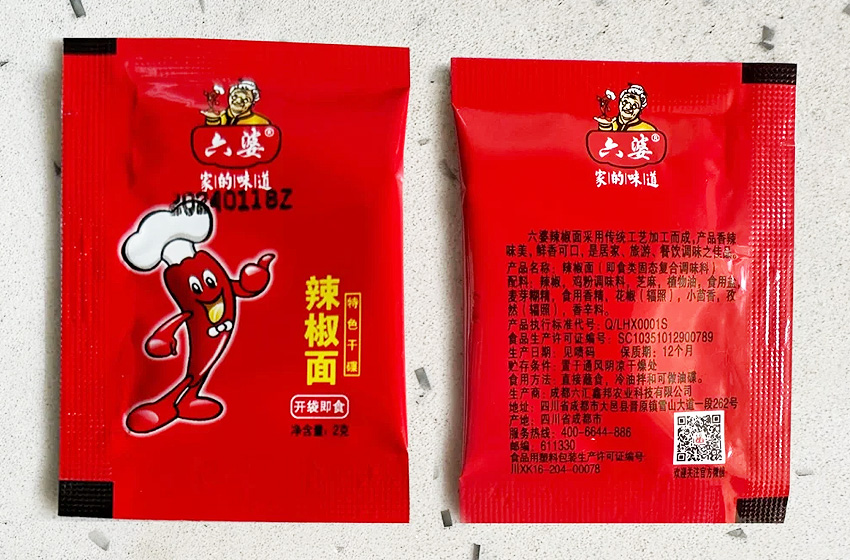 六婆®
家的味道
20240118Z
辣椒面
特色干碟
开袋即食
净含量：2克
六婆®
家的味道
六婆辣椒面采用传统工艺加工而成，产品香辣
味美，鲜香可口，是居家、旅游、餐饮调味之佳品。
产品名称：辣椒面（即食类固态复合调味料）
配料：辣椒，鸡粉调味料，芝麻，植物油，食用盐，
麦芽糊精，食用香精，花椒（辐照），小茴香，孜
然（辐照），香辛料。
产品执行标准代号：Q/LHX0001S
食品生产许可证编号：SC10351012900789
生产日期：见喷码 保质期：12个月
贮存条件：置于通风阴凉干燥处
食用方法：直接蘸食，冷油拌和可做油碟。
生产商：成都六汇鑫邦农业科技有限公司
地址：四川省成都市大邑县晋原镇雪山大道一段262号
产地：四川省成都市
服务热线：400-6644-886
邮编：611330
食品用塑料包装生产许可证编号：
川XK16-204-00078
欢迎关注官方微信